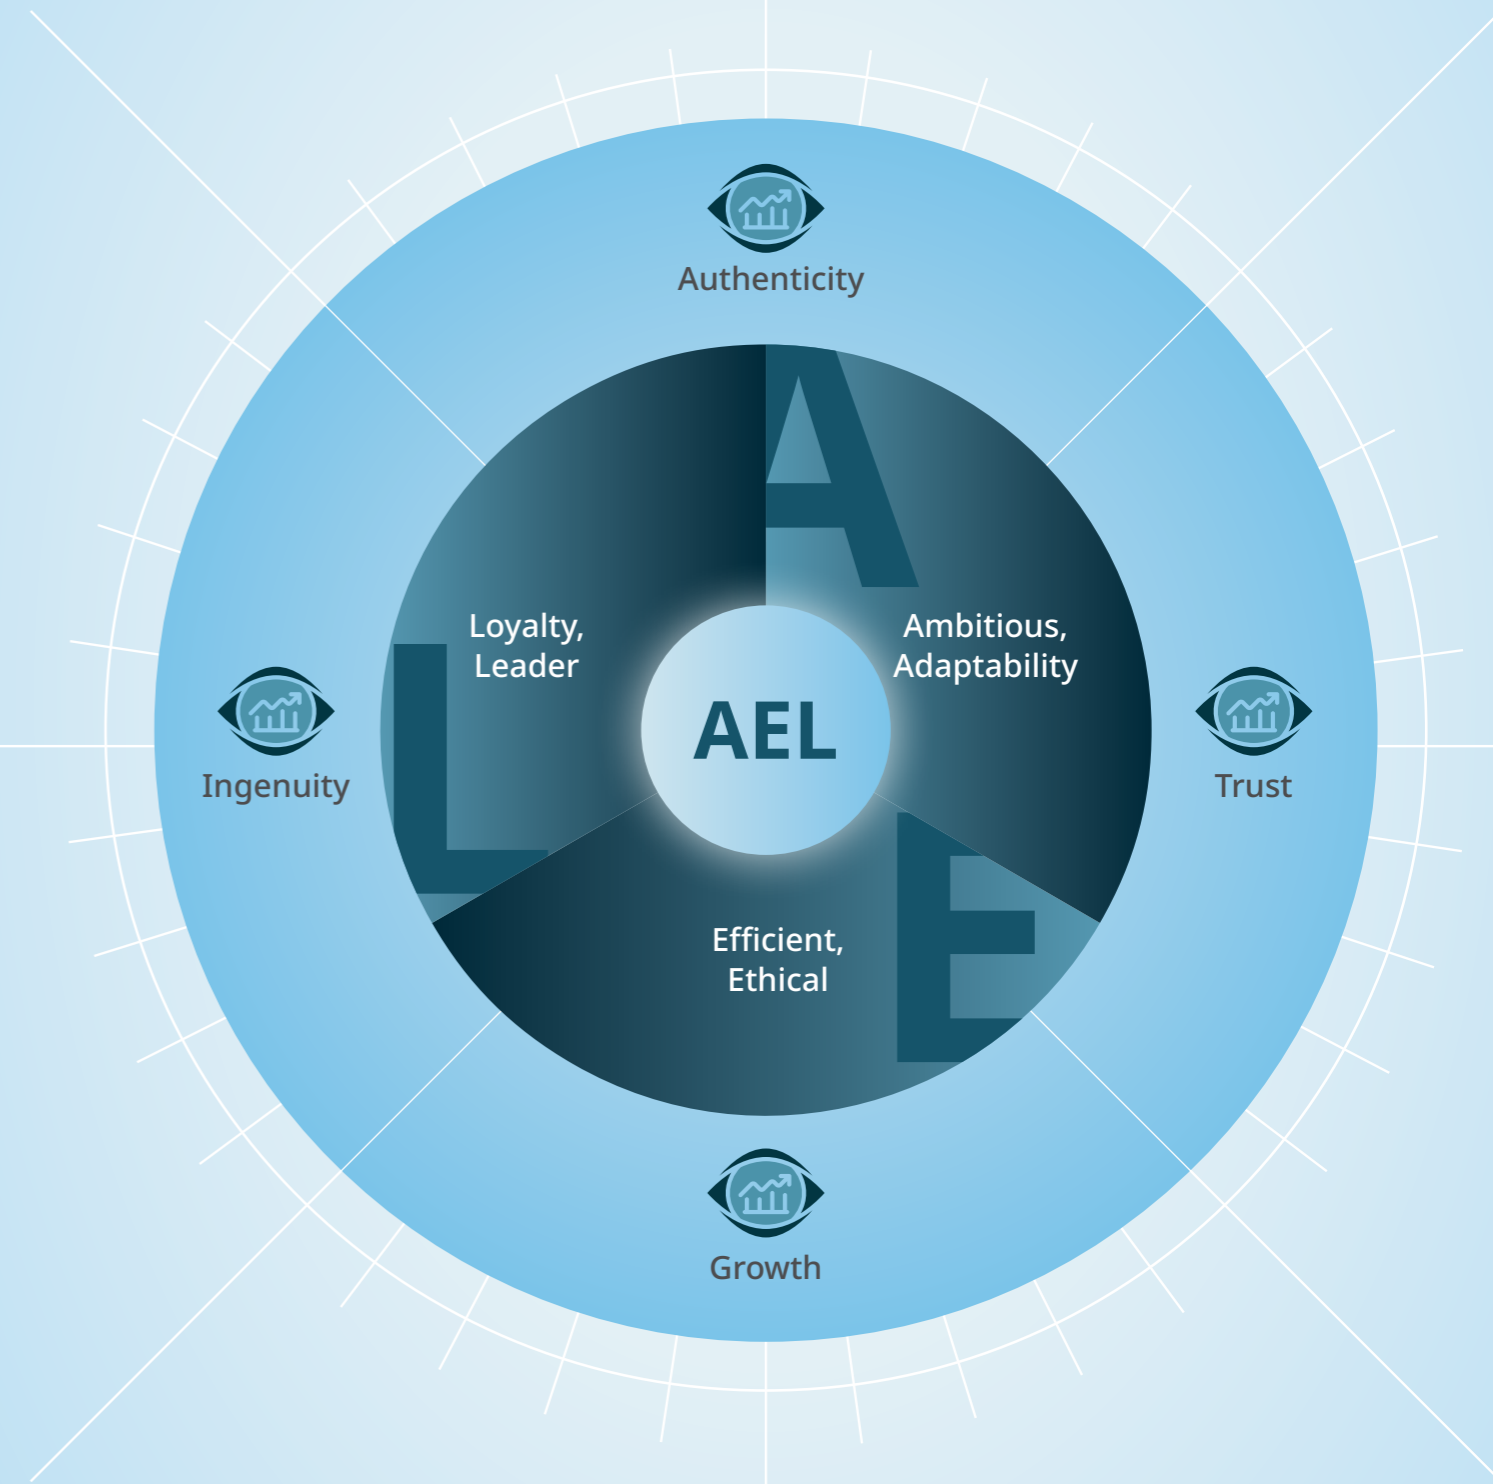 Authenticity
A
Loyalty,
Leader
Ambitious,
Adaptability
L
AEL
Ingenuity
Trust
E
Efficient,
Ethical
Growth